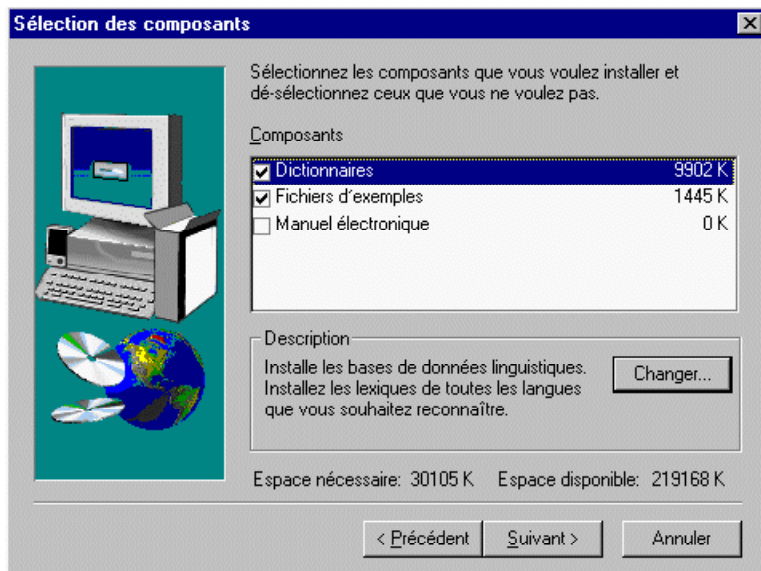 Sélection des composants
Sélectionnez les composants que vous voulez installer et
dé-sélectionnez ceux que vous ne voulez pas.
Composants
Dictionnaires 9902 K
Fichiers d'exemples 1445 K
Manuel électronique 0 K
Description
Installe les bases de données linguistiques.
Installez les lexiques de toutes les langues
que vous souhaitez reconnaître.
Changer...
Espace nécessaire: 30105 K Espace disponible: 219168 K
< Précédent Suivant > Annuler